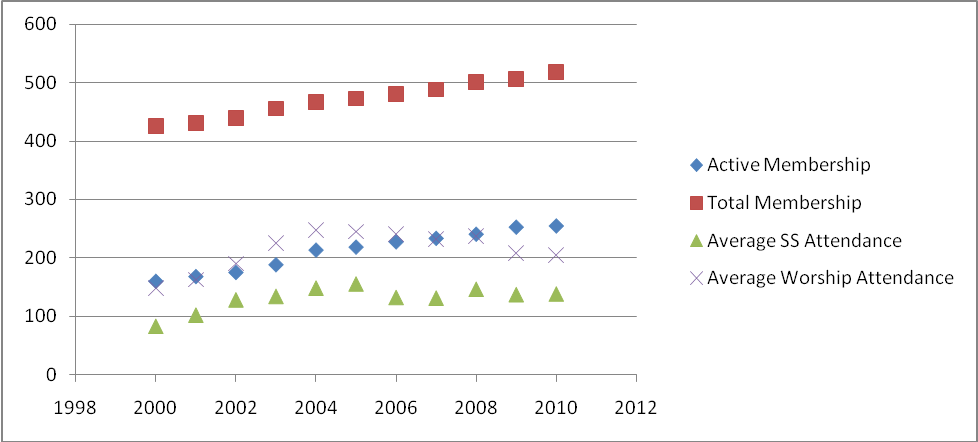 600
500
400
300
200
100
0
1998 2000 2002 2004 2006 2008 2010 2012
Active Membership
Total Membership
Average SS Attendance
Average Worship Attendance